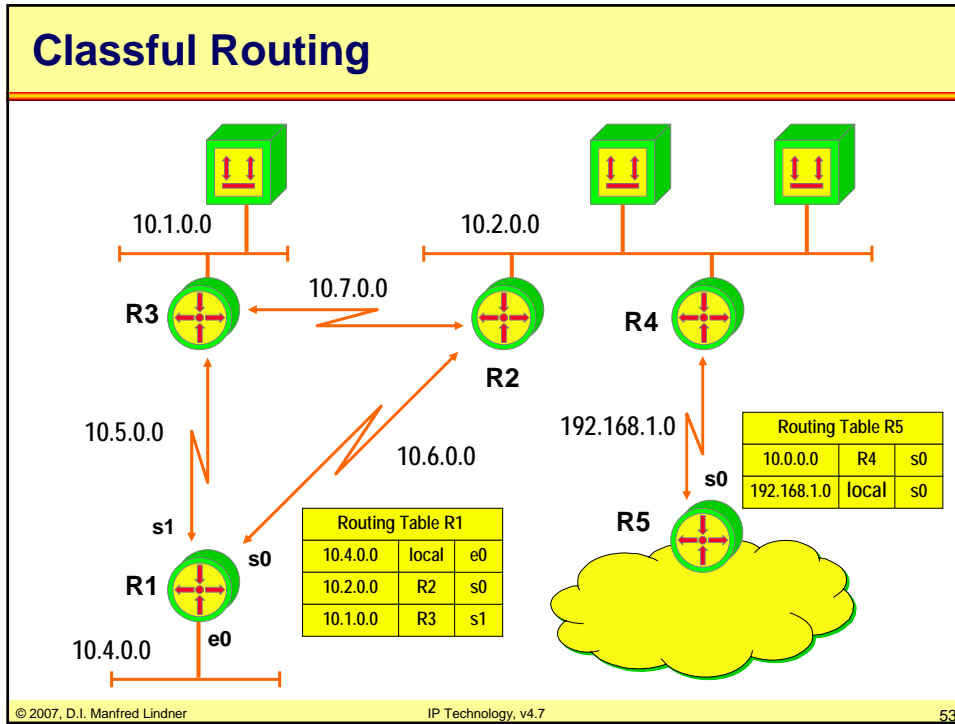 Classful Routing
10.1.0.0
10.2.0.0
10.7.0.0
R3
R4
R2
10.5.0.0
192.168.1.0
10.6.0.0
Routing Table R5
10.0.0.0 R4 s0
192.168.1.0 local s0
s0
R5
s1
s0
Routing Table R1
10.4.0.0 local e0
10.2.0.0 R2 s0
10.1.0.0 R3 s1
R1
e0
10.4.0.0
© 2007, D.I. Manfred Lindner IP Technology, v4.7 53